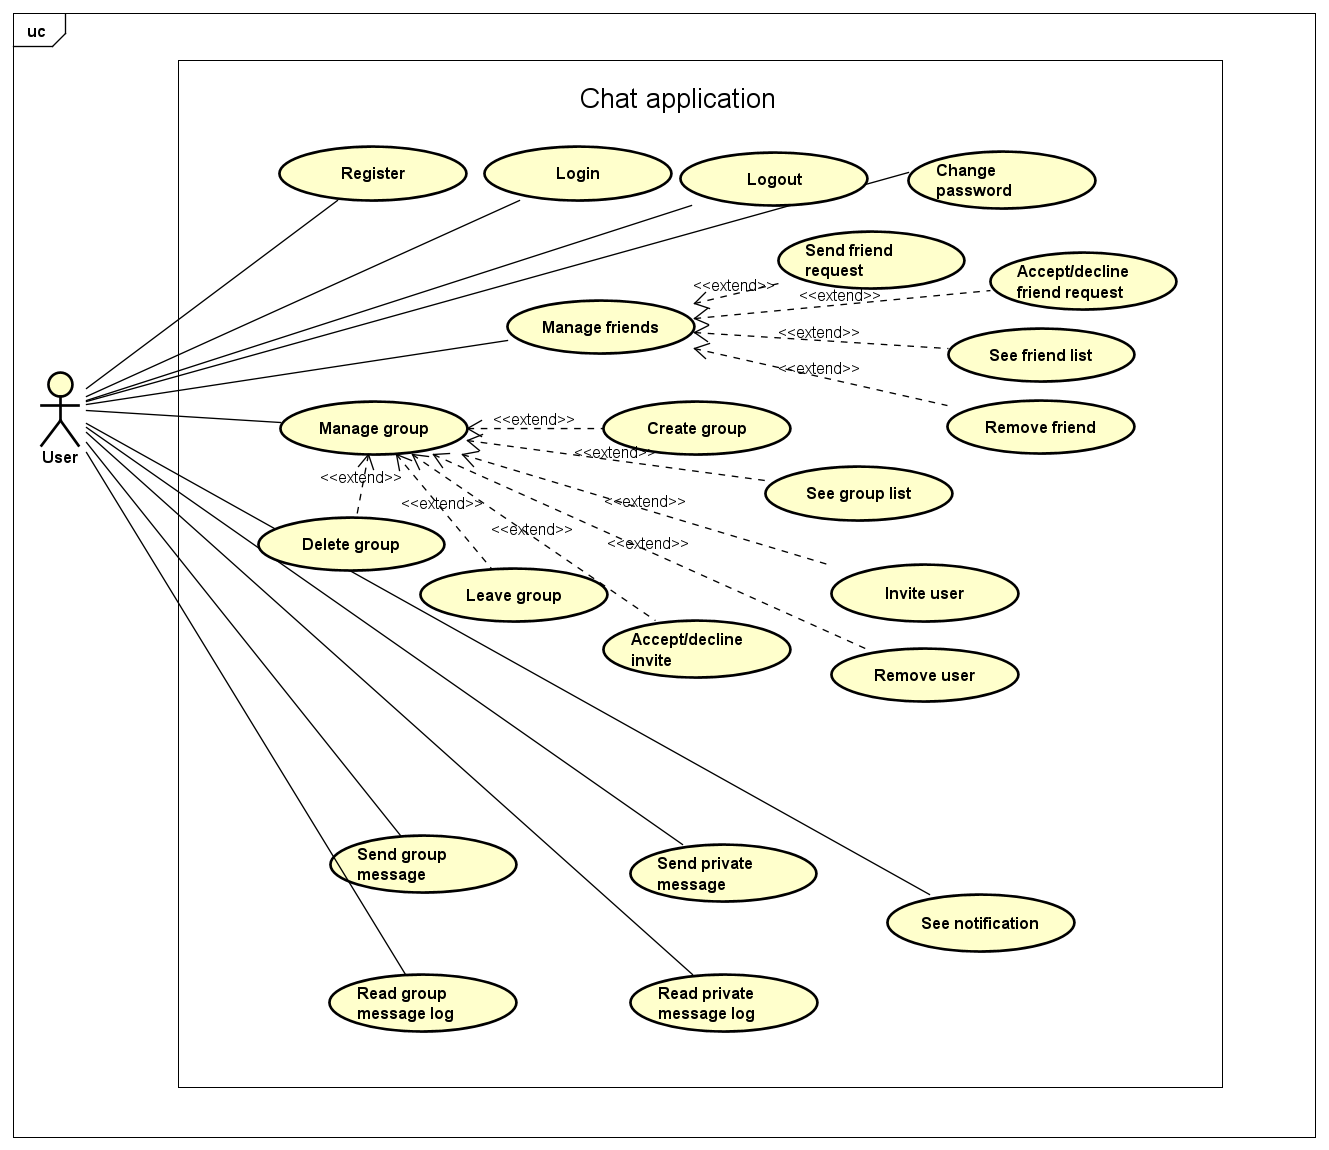 uc
Chat application
Register
Login
Logout
Change
password
Send friend
request
Accept/decline
friend request
<<extend>>
<<extend>>
Manage friends
<<extend>>
See friend list
<<extend>>
Remove friend
User
Manage group
<<extend>>
Create group
<<extend>>
See group list
<<extend>>
<<extend>>
<<extend>>
<<extend>>
<<extend>>
Delete group
Leave group
Invite user
Accept/decline
invite
Remove user
Send group
message
Send private
message
See notification
Read group
message log
Read private
message log